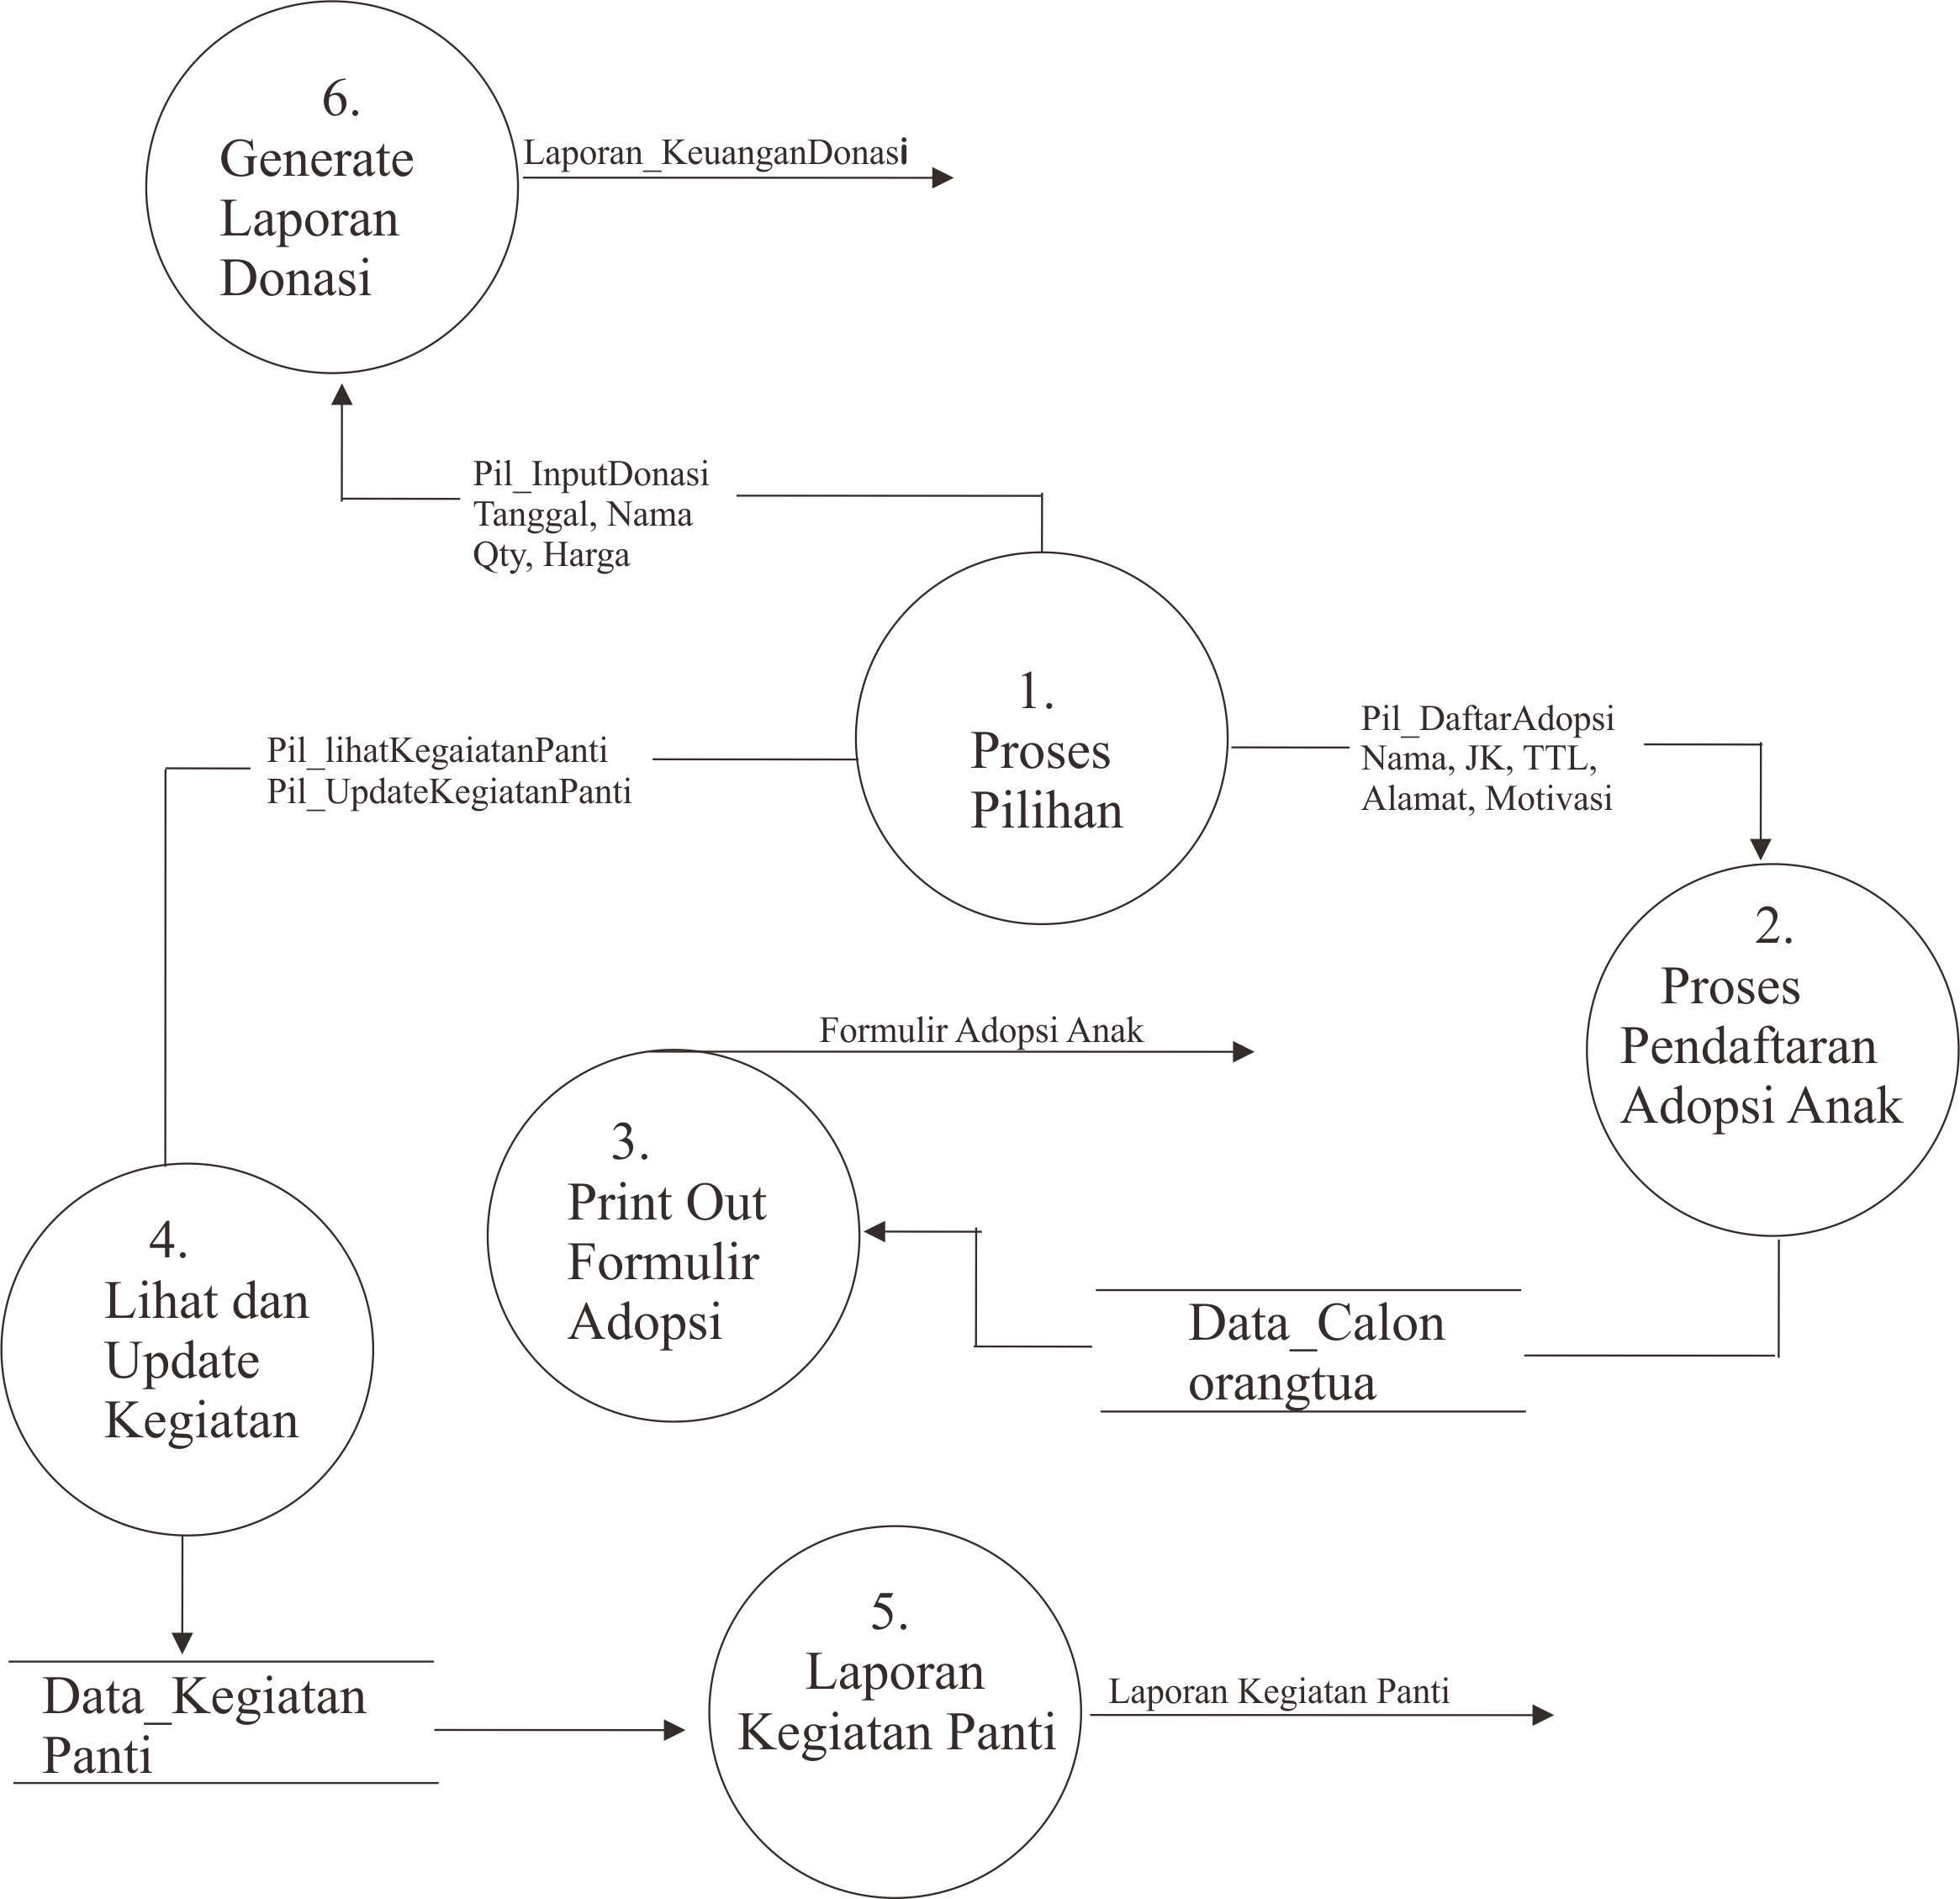 6.
Generate
Laporan
Donasi
Laporan_KeuanganDonasi
Pil_InputDonasi
Tanggal, Nama
Qty, Harga
1.
Proses
Pilihan
Pil_lihatKegaiatanPanti
Pil_UpdateKegiatanPanti
Pil_DaftarAdopsi
Nama, JK, TTL,
Alamat, Motivasi
2.
Proses
Pendaftaran
Adopsi Anak
Formulir Adopsi Anak
3.
Print Out
Formulir
Adopsi
4.
Lihat dan
Update
Kegiatan
Data_Calon
orangtua
5.
Laporan
Kegiatan Panti
Data_Kegiatan
Panti
Laporan Kegiatan Panti